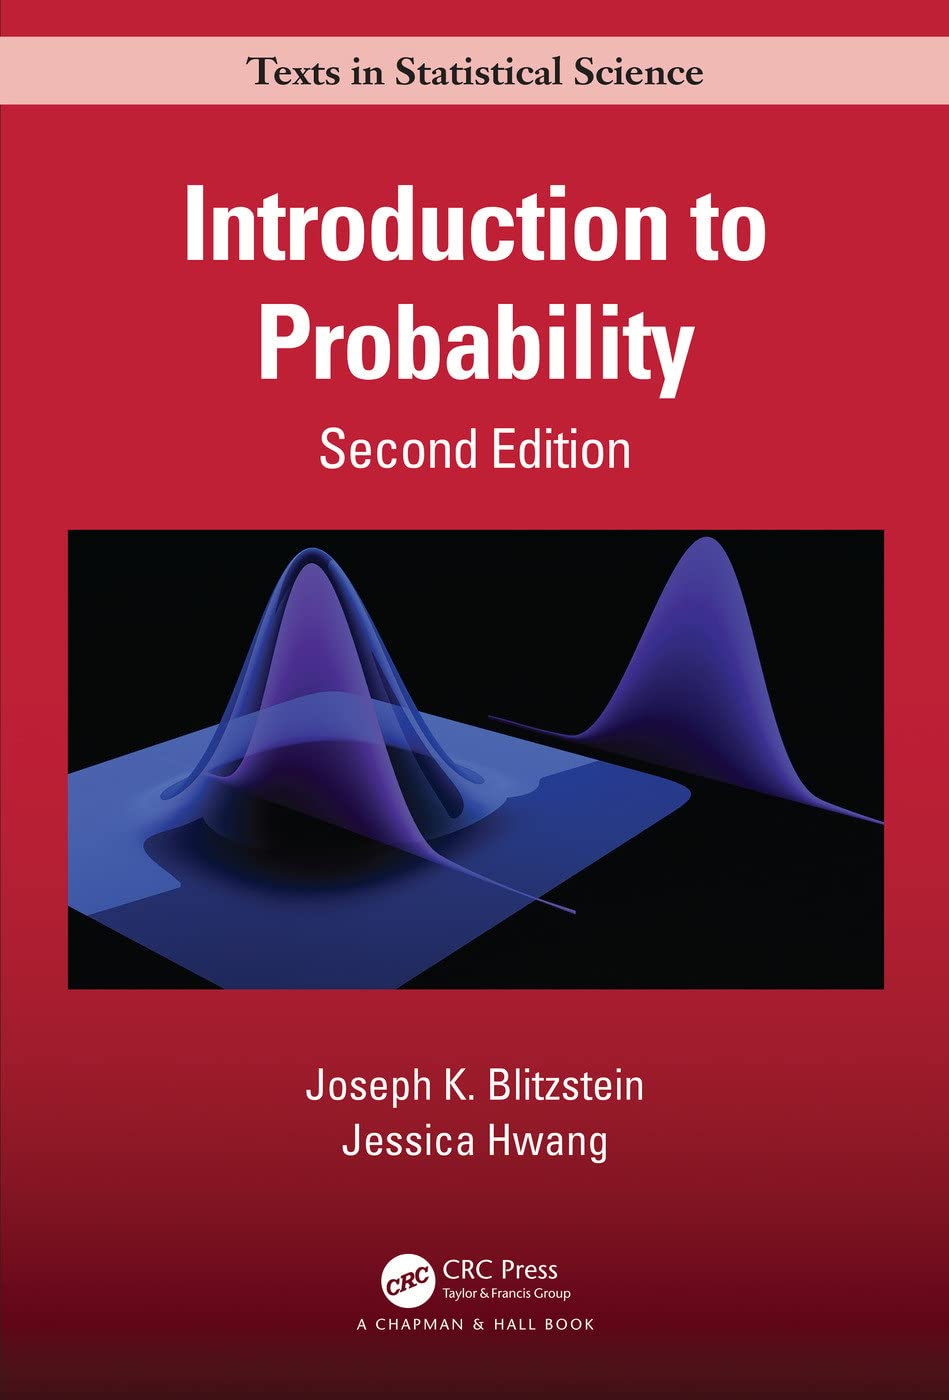 Texts in Statistical Science
Introduction to
Probability
Second Edition
Joseph K. Blitzstein
Jessica Hwang
CRC
CRC Press
Taylor & Francis Group
A CHAPMAN & HALL BOOK